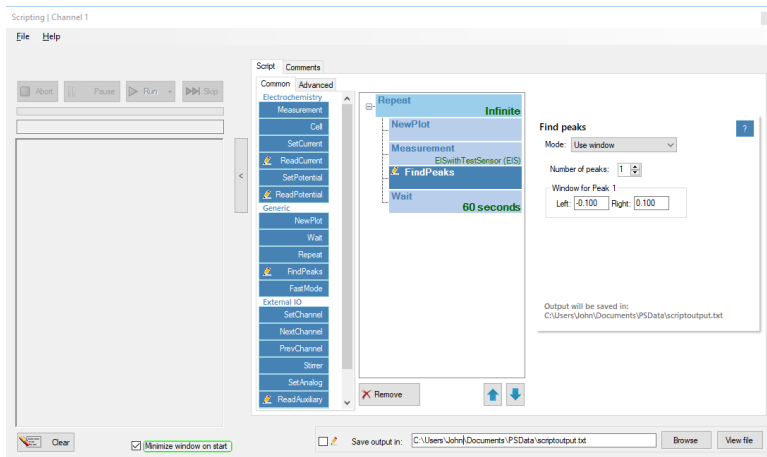 Scripting | Channel 1
File Help
Script Comments
Abort Pause Run Skip
Common Advanced
Electrochemistry
Measurement
Cell
SetCurrent
ReadCurrent
SetPotential
ReadPotential
Generic
NewPlot
Wait
Repeat
FindPeaks
FastMode
External IO
SetChannel
NextChannel
PrevChannel
Stirrer
SetAnalog
ReadAuxiliary
<
Repeat
Infinite
NewPlot
Measurement
EISwithTestSensor (EIS)
FindPeaks
Wait
60 seconds
Remove
Find peaks ?
Mode: Use window
Number of peaks: 1
Window for Peak 1
Left: -0.100 Right: 0.100
Output will be saved in:
C:\Users\John\Documents\PSData\scriptoutput.txt
Clear Minimize window on start Save output in: C:\Users\John\Documents\PSData\scriptoutput.txt Browse View file